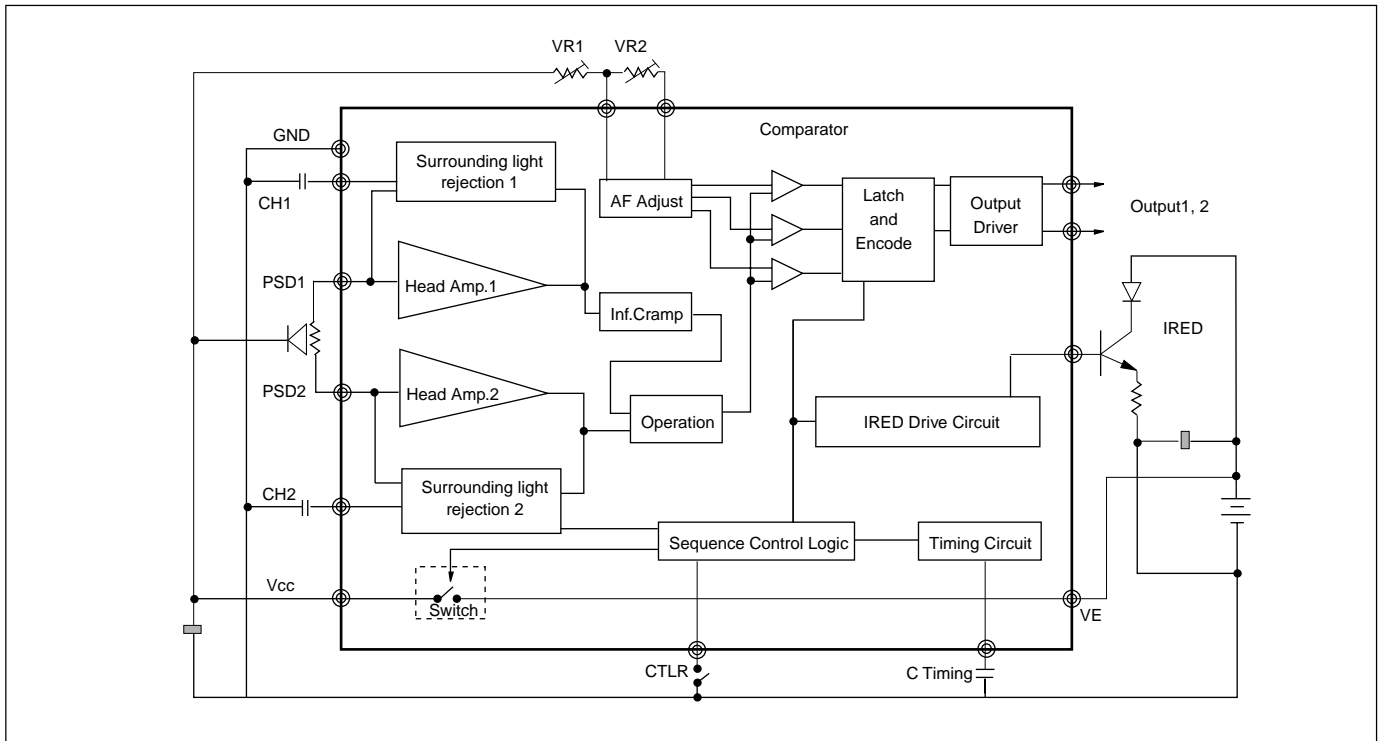 VR1 VR2
GND
Comparator
Surrounding light
rejection 1
CH1
AF Adjust
Latch
and
Encode
Output
Driver
Output1, 2
PSD1
Head Amp.1
Inf.Cramp
IRED
PSD2
Head Amp.2
Operation
IRED Drive Circuit
CH2
Surrounding light
rejection 2
Sequence Control Logic
Timing Circuit
Vcc
Switch
VE
CTLR
C Timing